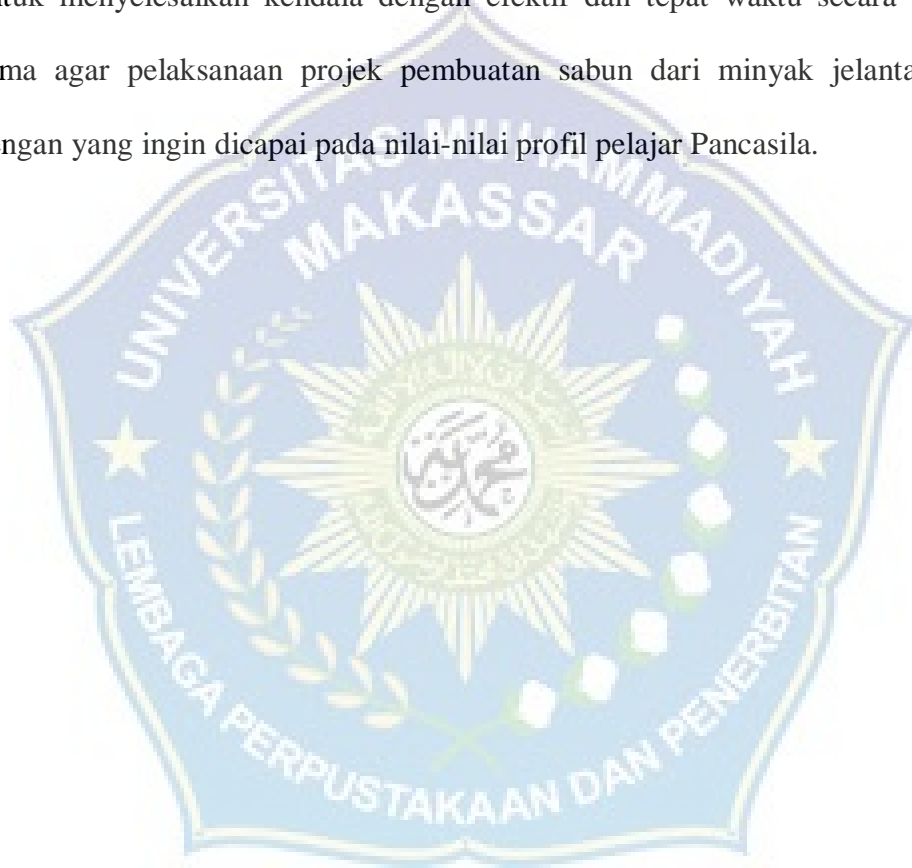 ntuk menyelesaikan kendala dengan efektif dan tepat waktu secara
ma agar pelaksanaan projek pembuatan sabun dari minyak jelanta
ngan yang ingin dicapai pada nilai-nilai profil pelajar Pancasila.
UNIVERSITAS MUHAMMADIYAH
MAKASSAR
LEMBAGA PERPUSTAKAAN DAN PENERBITAN